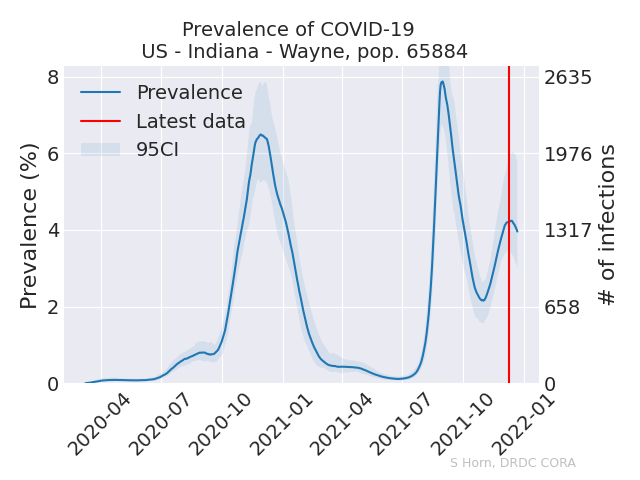 Prevalence of COVID-19
US - Indiana - Wayne, pop. 65884
Prevalence
Latest data
95CI
Prevalence (%)
8
6
4
2
0
2635
1976
1317
658
0
# of infections
2020-04
2020-07
2020-10
2021-01
2021-04
2021-07
2021-10
2022-01
S Horn, DRDC CORA